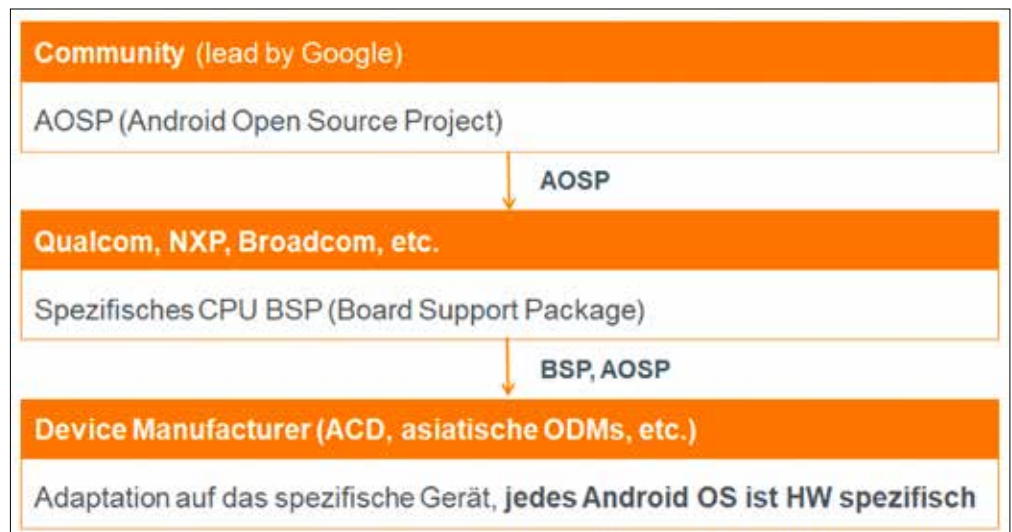 Community (lead by Google)
AOSP (Android Open Source Project)
AOSP
Qualcom, NXP, Broadcom, etc.
Spezifisches CPU BSP (Board Support Package)
BSP, AOSP
Device Manufacturer (ACD, asiatische ODMs, etc.)
Adaptation auf das spezifische Gerät, jedes Android OS ist HW spezifisch